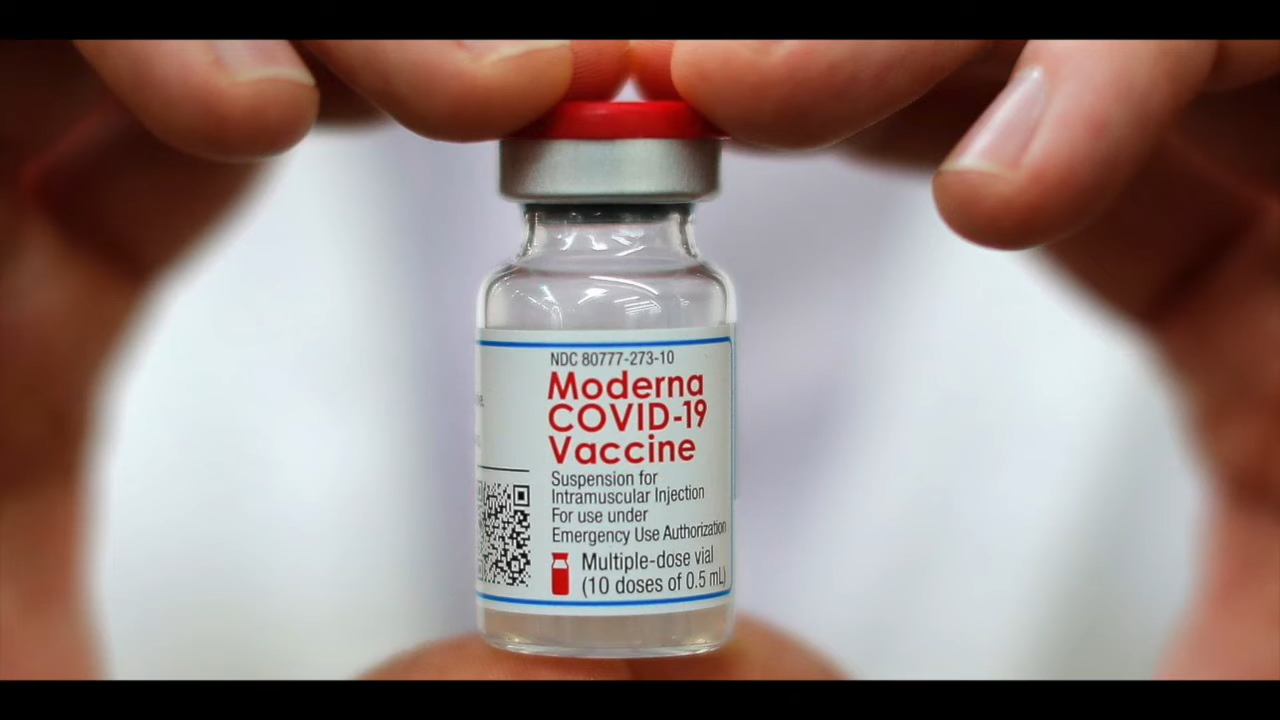 NDC 80777-273-10
Moderna
COVID-19
Vaccine
Suspension for
Intramuscular Injection
For use under
Emergency Use Authorization
Multiple-dose vial
(10 doses of 0.5 mL)